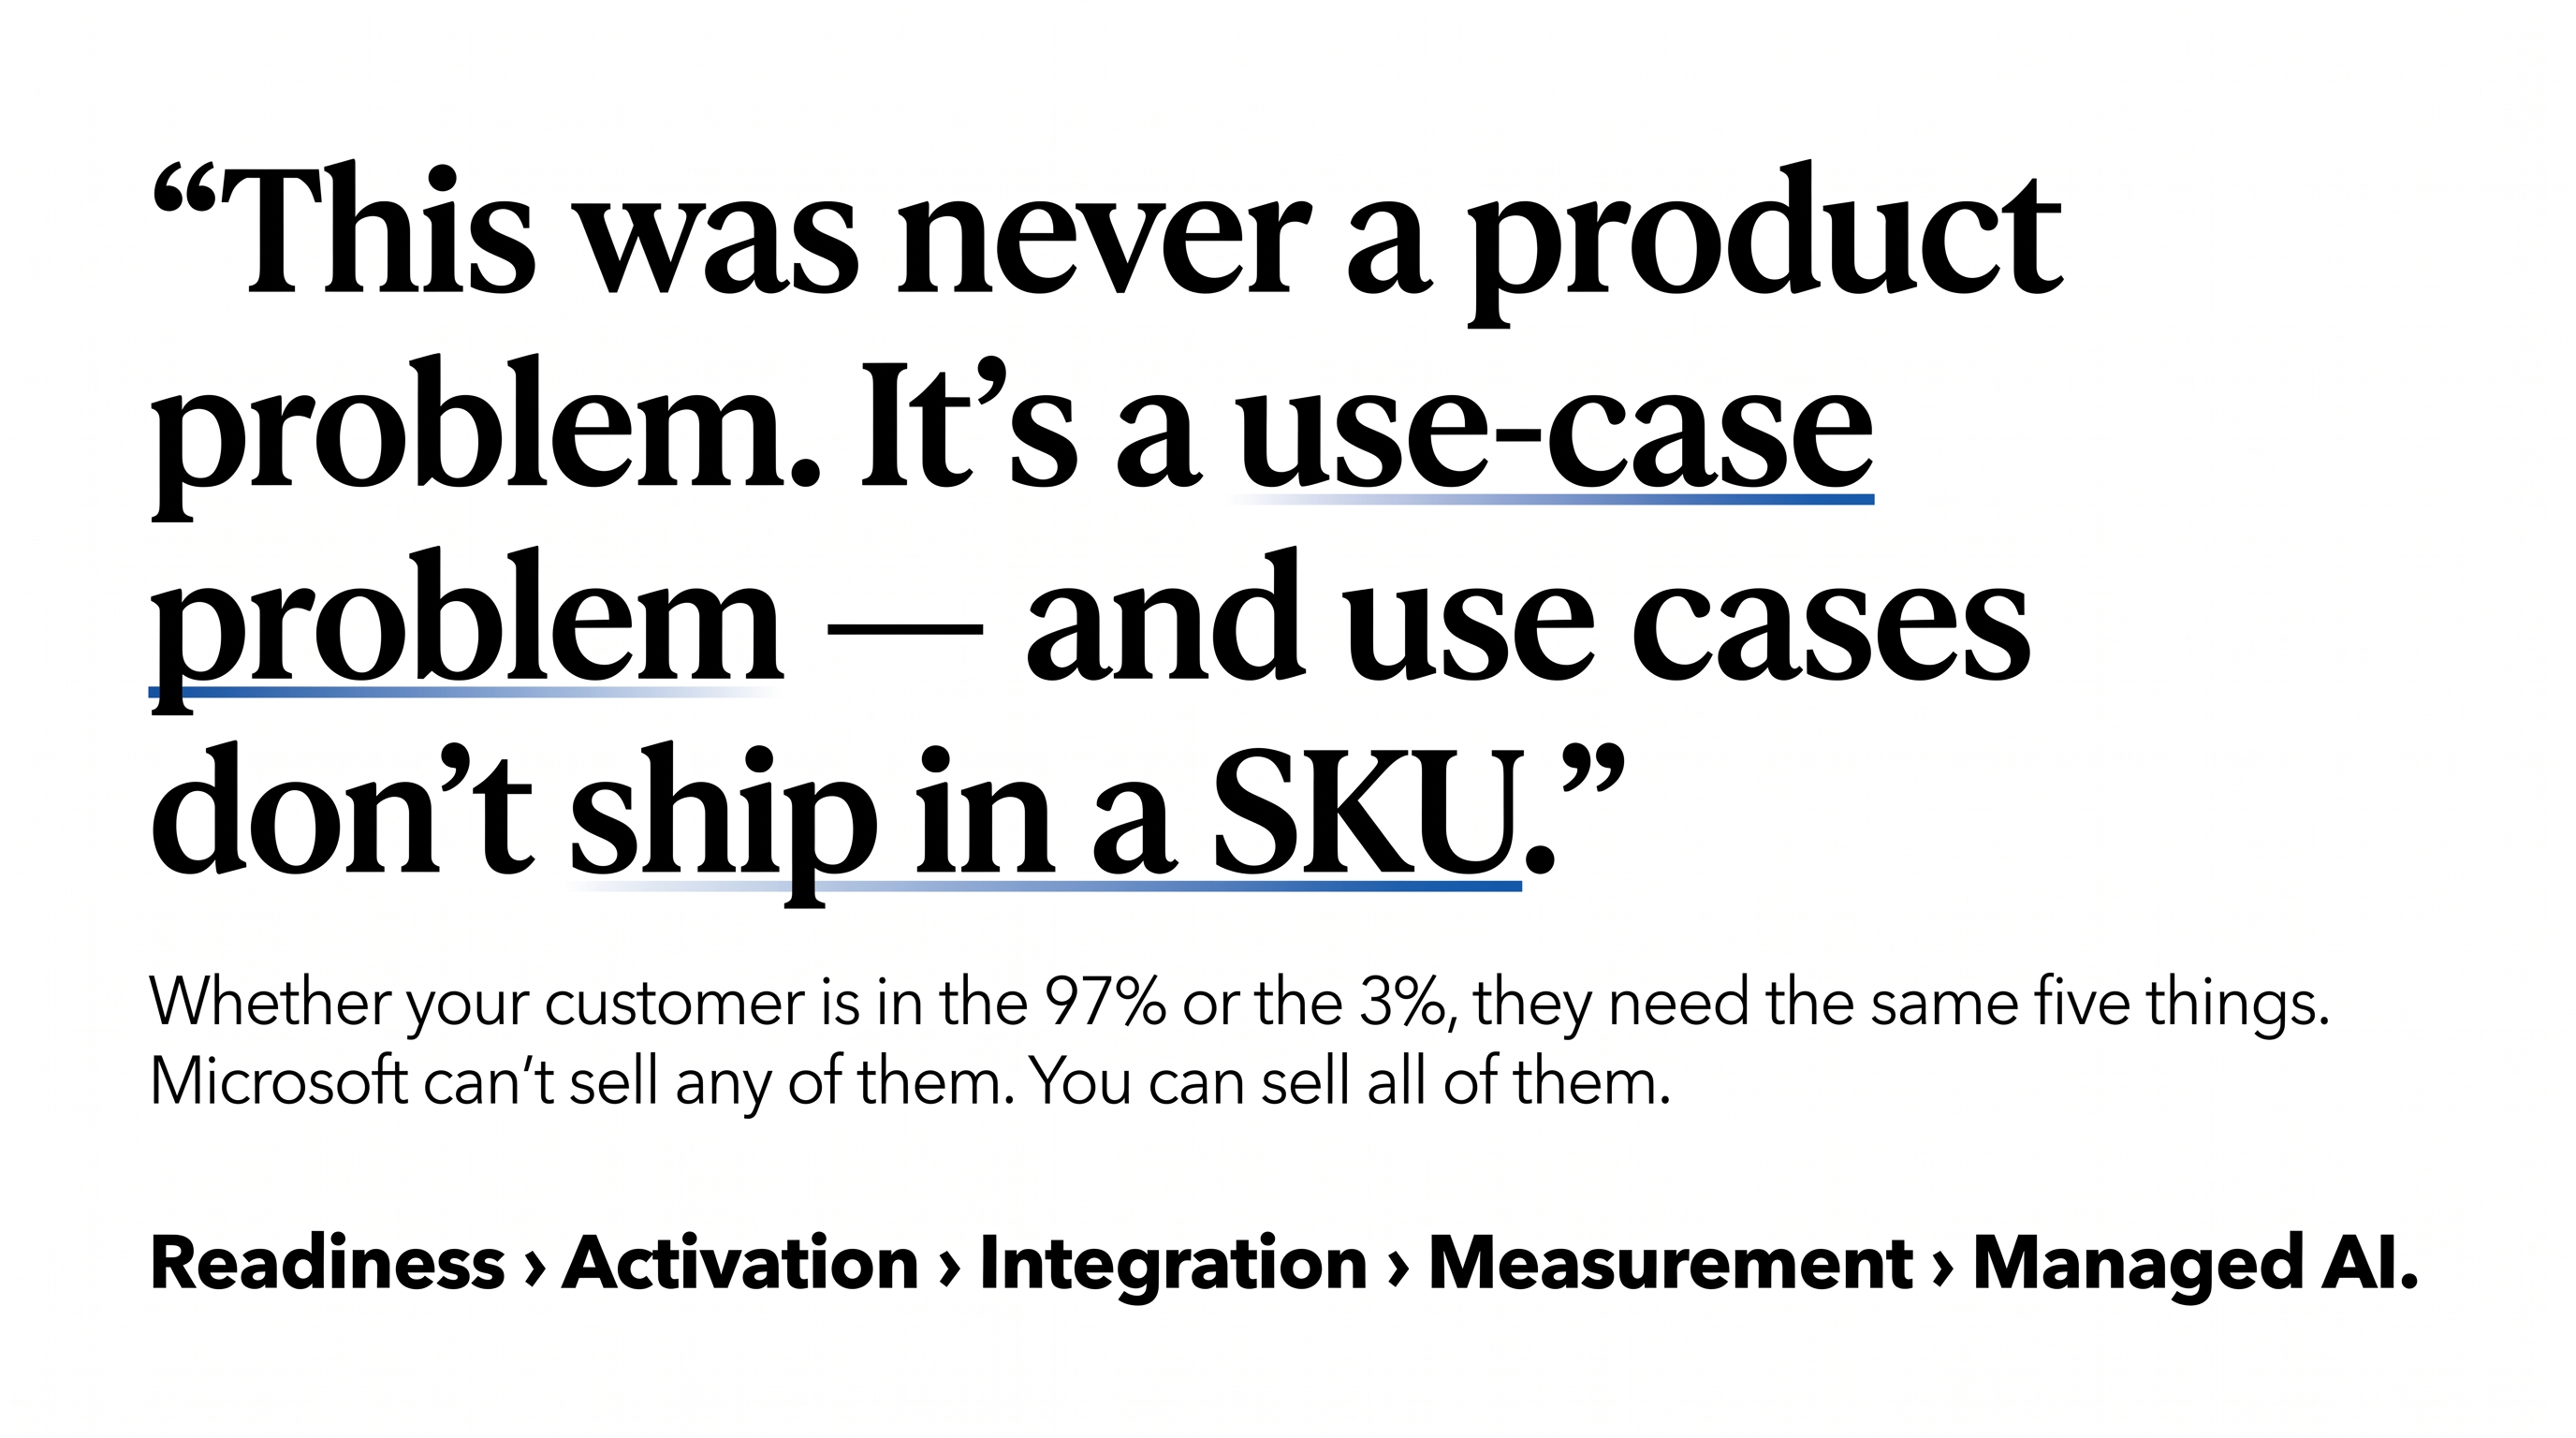 “This was never a product
problem. It’s a use-case
problem — and use cases
don’t ship in a SKU.”
Whether your customer is in the 97% or the 3%, they need the same five things.
Microsoft can’t sell any of them. You can sell all of them.
Readiness › Activation › Integration › Measurement › Managed AI.